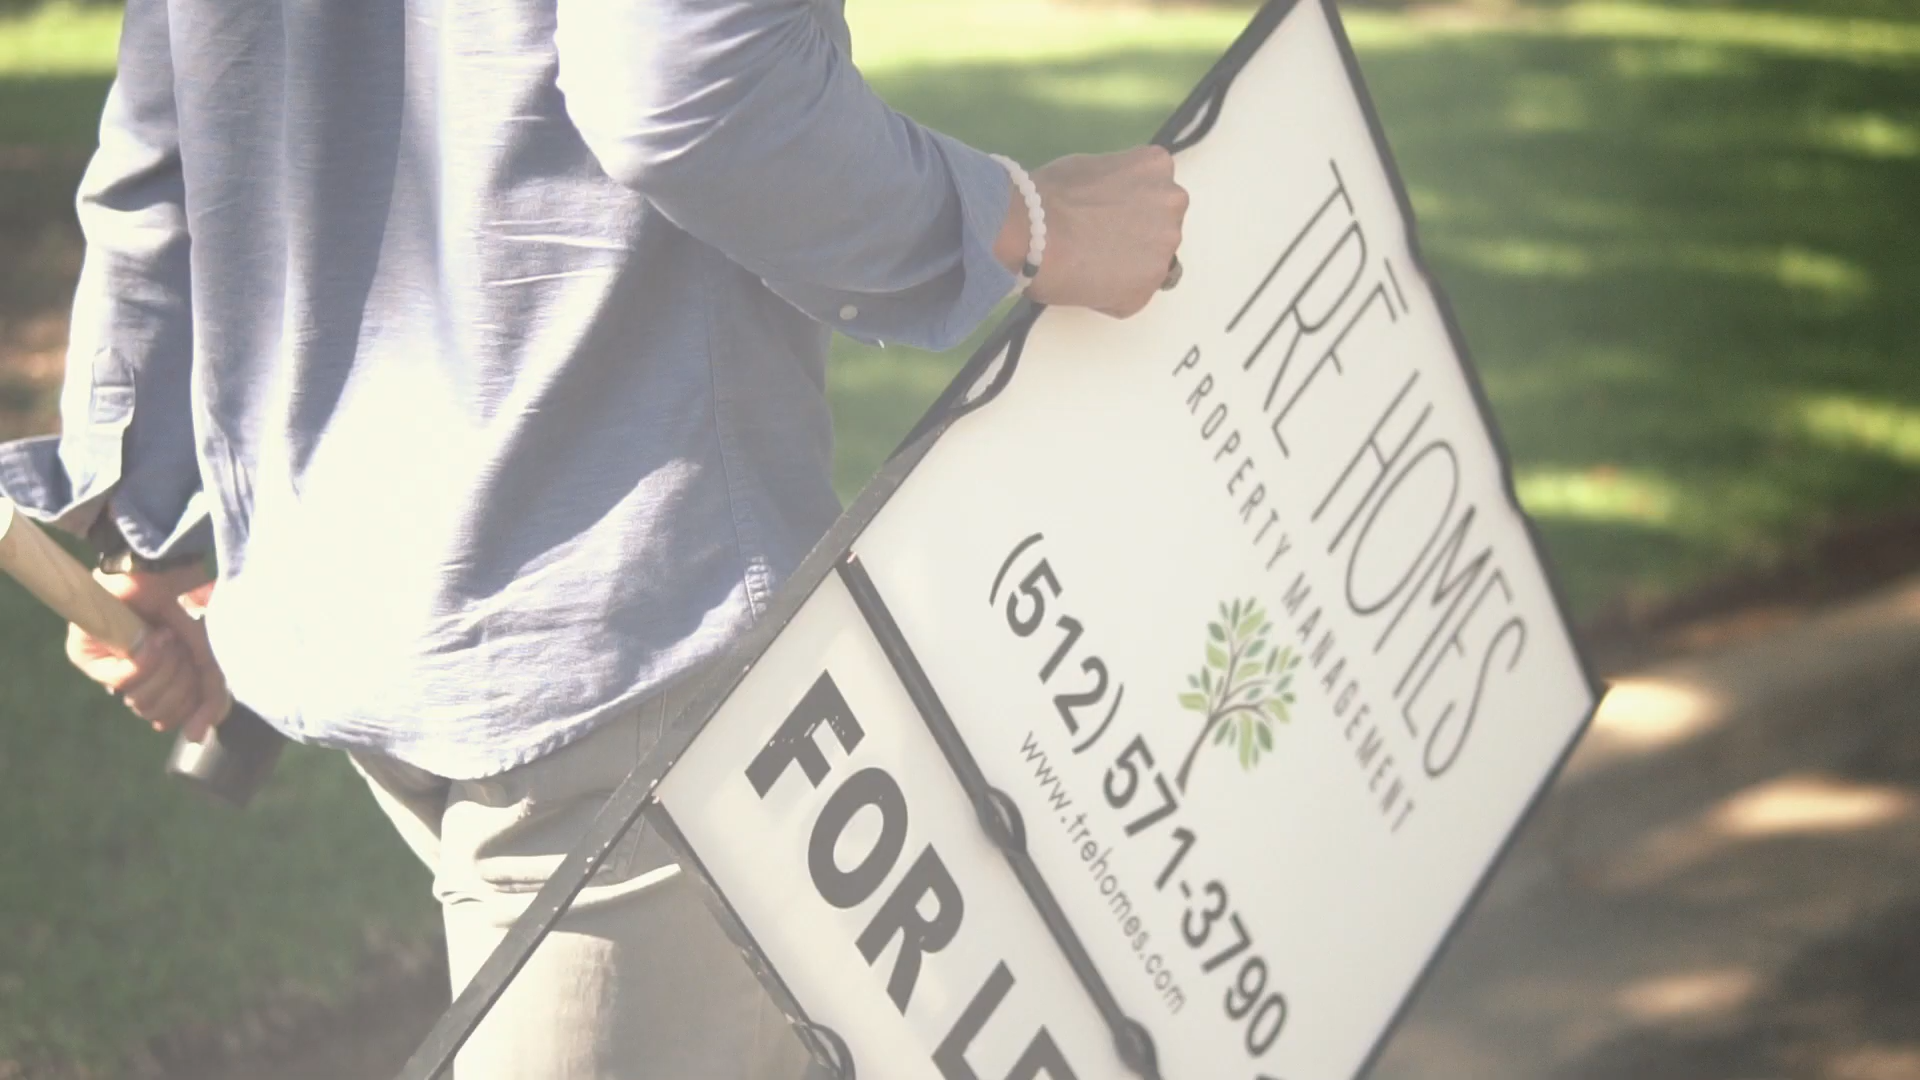 TRĒ HOMES
PROPERTY MANAGEMENT
(512) 571-3790
www.trehomes.com
FOR LE